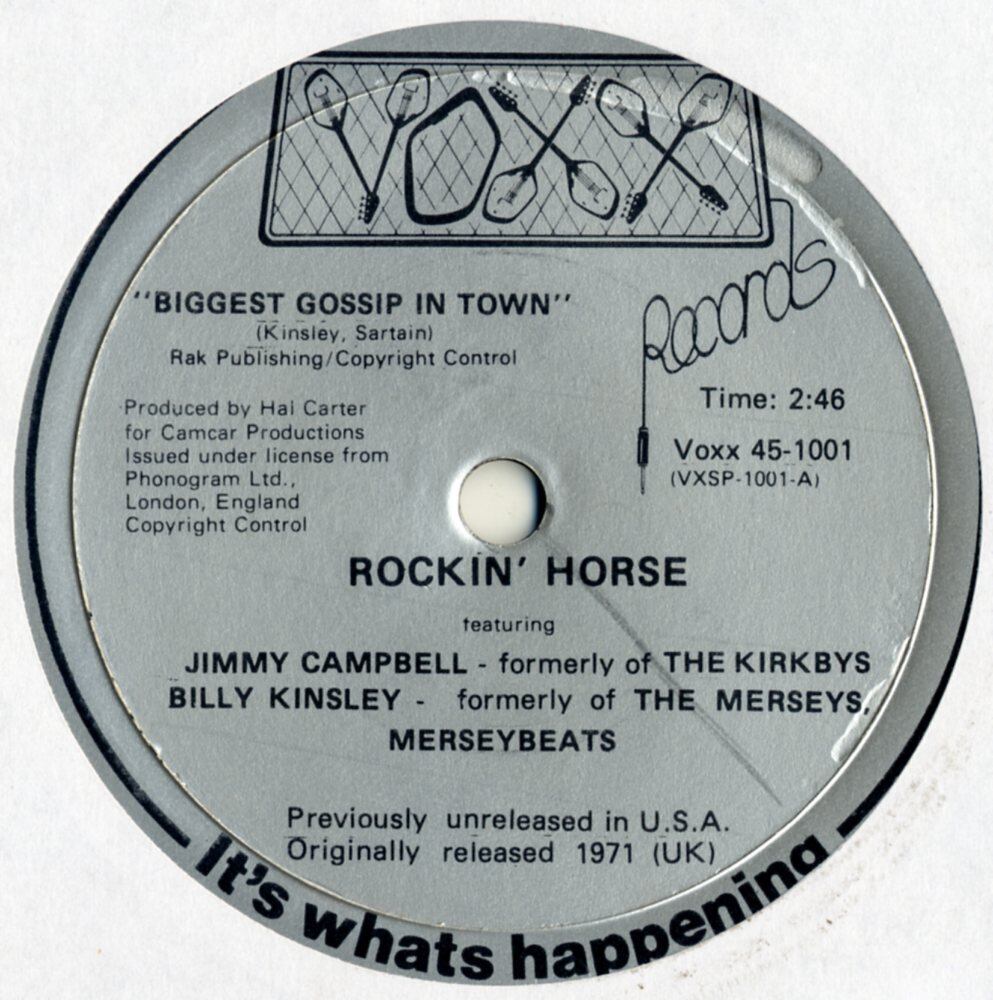 VOXX
Records
"BIGGEST GOSSIP IN TOWN"
(Kinsley, Sartain)
Rak Publishing/Copyright Control
Time: 2:46
Voxx 45-1001
(VXSP-1001-A)
Produced by Hal Carter
for Camcar Productions
Issued under license from
Phonogram Ltd.,
London, England
Copyright Control
ROCKIN' HORSE
featuring
JIMMY CAMPBELL - formerly of THE KIRKBYS
BILLY KINSLEY - formerly of THE MERSEYS,
MERSEYBEATS
Previously unreleased in U.S.A.
Originally released 1971 (UK)
It's whats happening